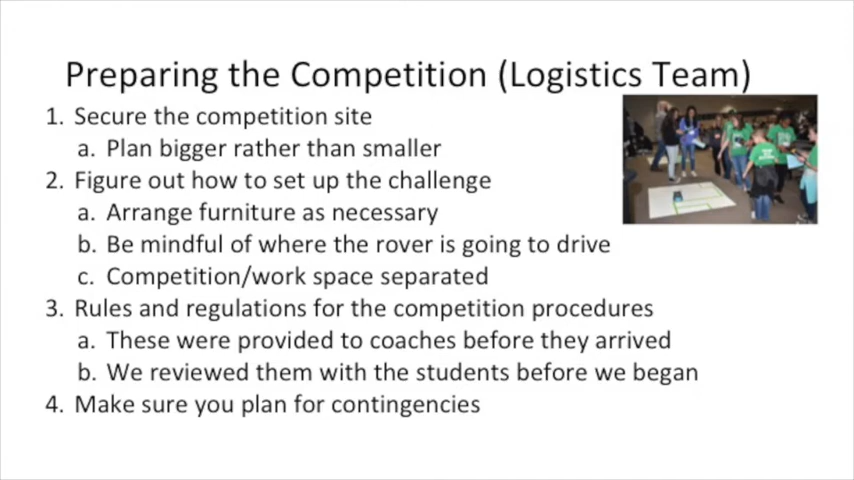 Preparing the Competition (Logistics Team)
1. Secure the competition site
a. Plan bigger rather than smaller
2. Figure out how to set up the challenge
a. Arrange furniture as necessary
b. Be mindful of where the rover is going to drive
c. Competition/work space separated
3. Rules and regulations for the competition procedures
a. These were provided to coaches before they arrived
b. We reviewed them with the students before we began
4. Make sure you plan for contingencies